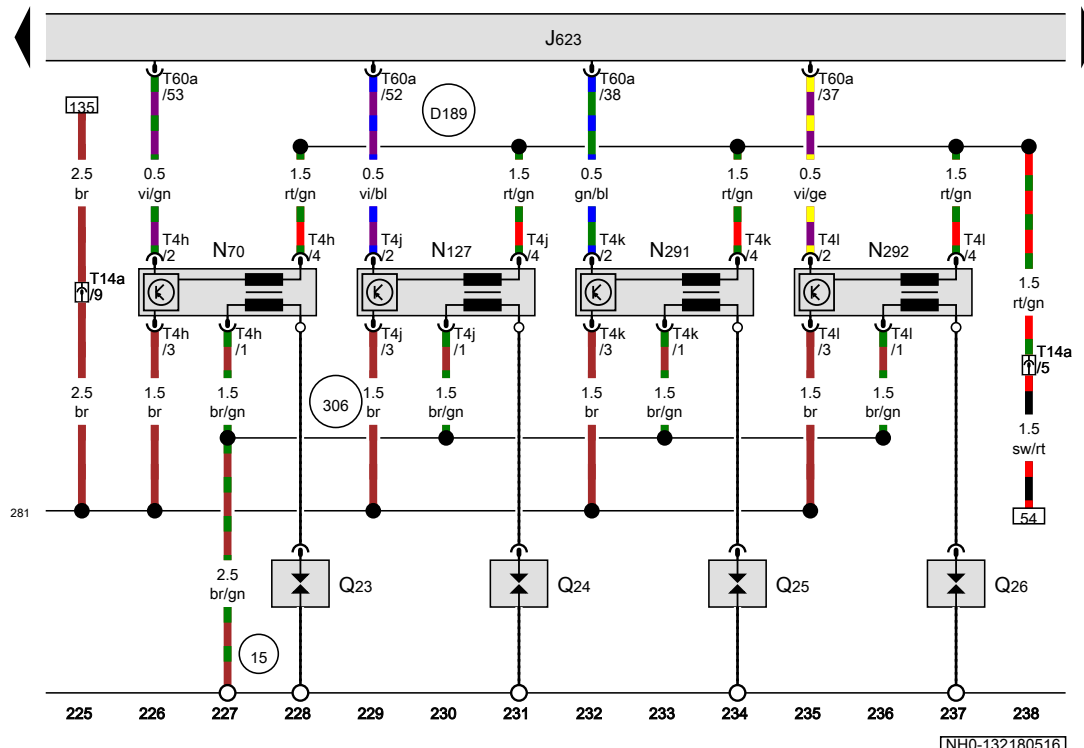 J623
T60a /53
T60a /52
T60a /38
T60a /37
135
D189
2.5 br
0.5 vi/gn
1.5 rt/gn
0.5 vi/bl
1.5 rt/gn
0.5 gn/bl
1.5 rt/gn
0.5 vi/ge
1.5 rt/gn
T4h /2
N70
T4h /4
T4j /2
N127
T4j /4
T4k /2
N291
T4k /4
T4l /2
N292
T4l /4
T14a /9
1.5 rt/gn
T4h /3
T4h /1
T4j /3
T4j /1
T4k /3
T4k /1
T4l /3
T4l /1
T14a /5
2.5 br
1.5 br
1.5 br/gn
306
1.5 br
1.5 br/gn
1.5 br
1.5 br/gn
1.5 br
1.5 br/gn
1.5 sw/rt
281
54
2.5 br/gn
Q23
Q24
Q25
Q26
15
225 226 227 228 229 230 231 232 233 234 235 236 237 238
NH0-132180516